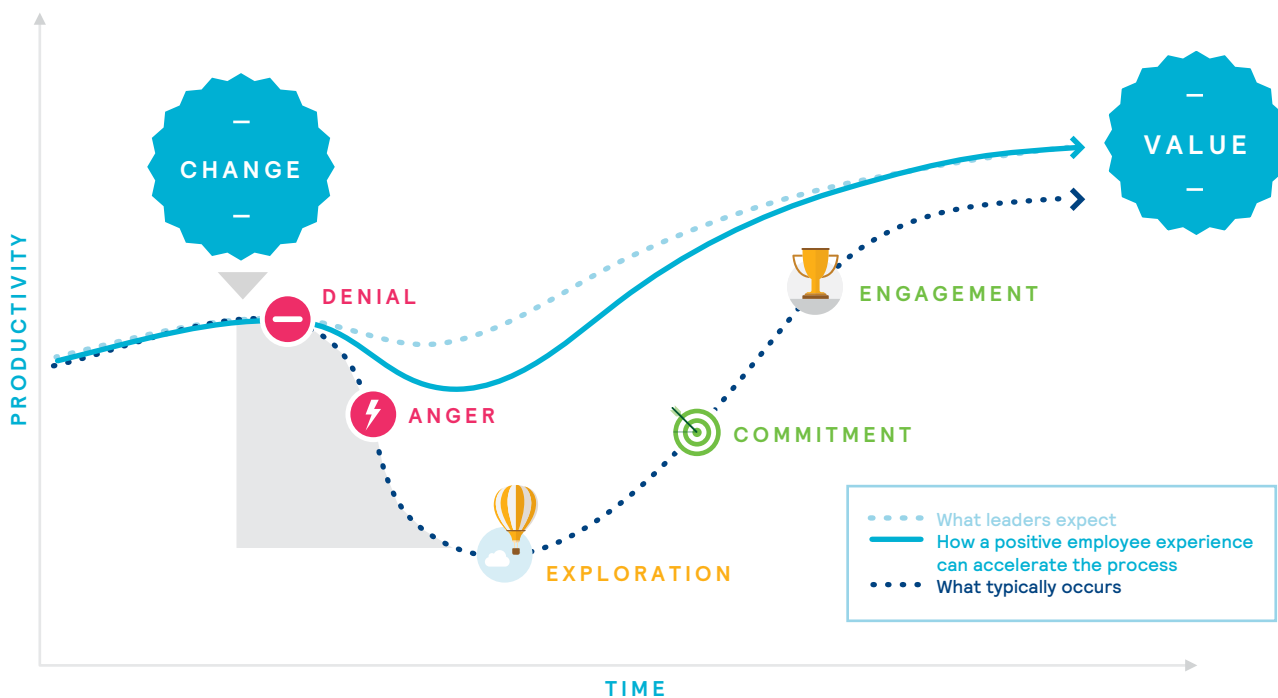 CHANGE
VALUE
PRODUCTIVITY
DENIAL
ENGAGEMENT
ANGER
COMMITMENT
EXPLORATION
What leaders expect
How a positive employee experience
can accelerate the process
What typically occurs
TIME